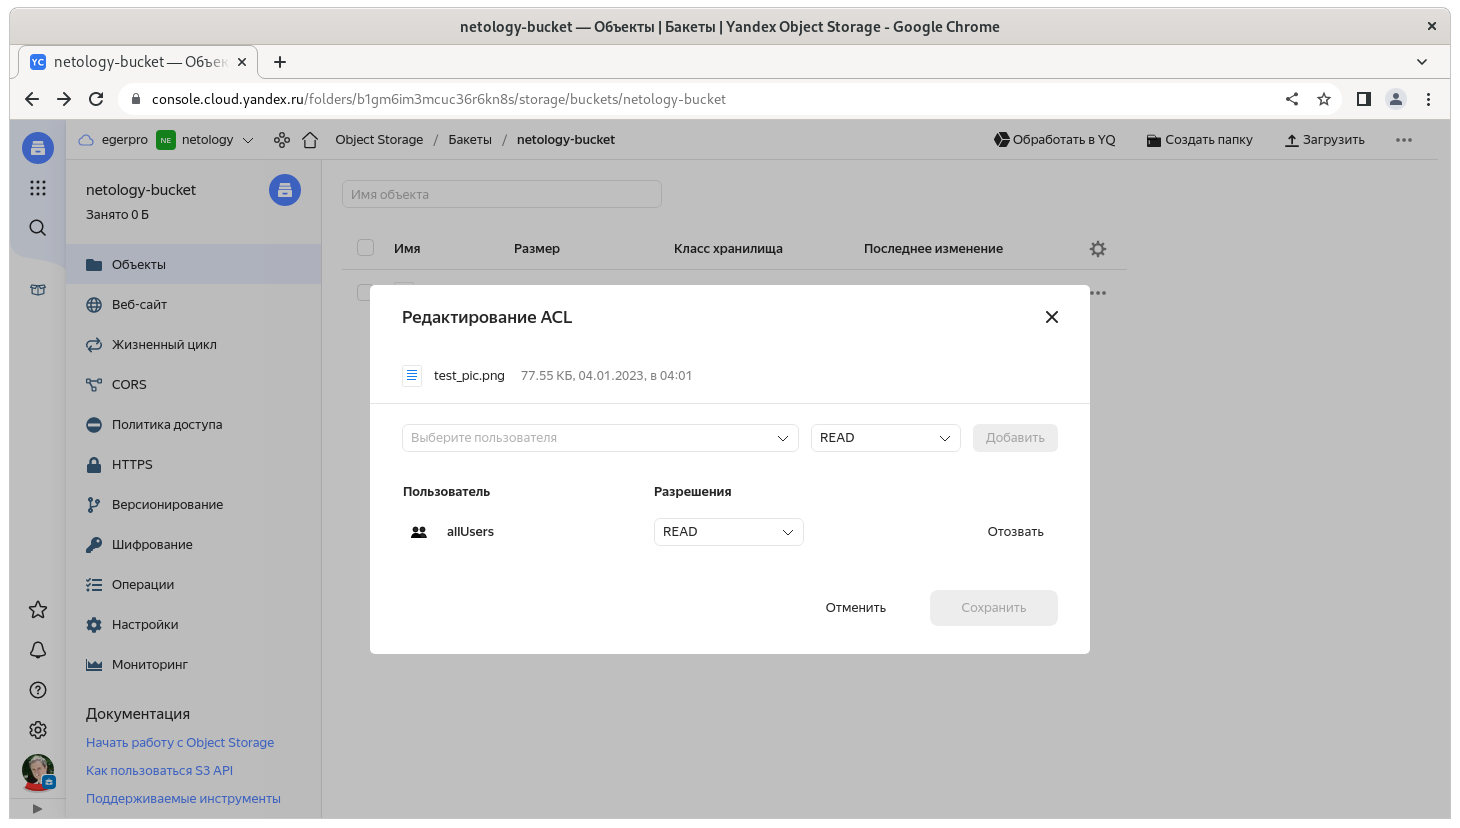 netology-bucket — Объекты | Бакеты | Yandex Object Storage - Google Chrome
netology-bucket — Объек
console.cloud.yandex.ru/folders/b1gm6im3mcuc36r6kn8s/storage/buckets/netology-bucket
egerpro NE netology Object Storage / Бакеты / netology-bucket Обработать в YQ Создать папку Загрузить
netology-bucket
Занято 0 Б
Объекты
Веб-сайт
Жизненный цикл
CORS
Политика доступа
HTTPS
Версионирование
Шифрование
Операции
Настройки
Мониторинг
Документация
Начать работу с Object Storage
Как пользоваться S3 API
Поддерживаемые инструменты
Имя объекта
Имя Размер Класс хранилища Последнее изменение
Редактирование ACL
test_pic.png 77.55 КБ, 04.01.2023, в 04:01
Выберите пользователя READ Добавить
Пользователь Разрешения
allUsers READ Отозвать
Отменить Сохранить